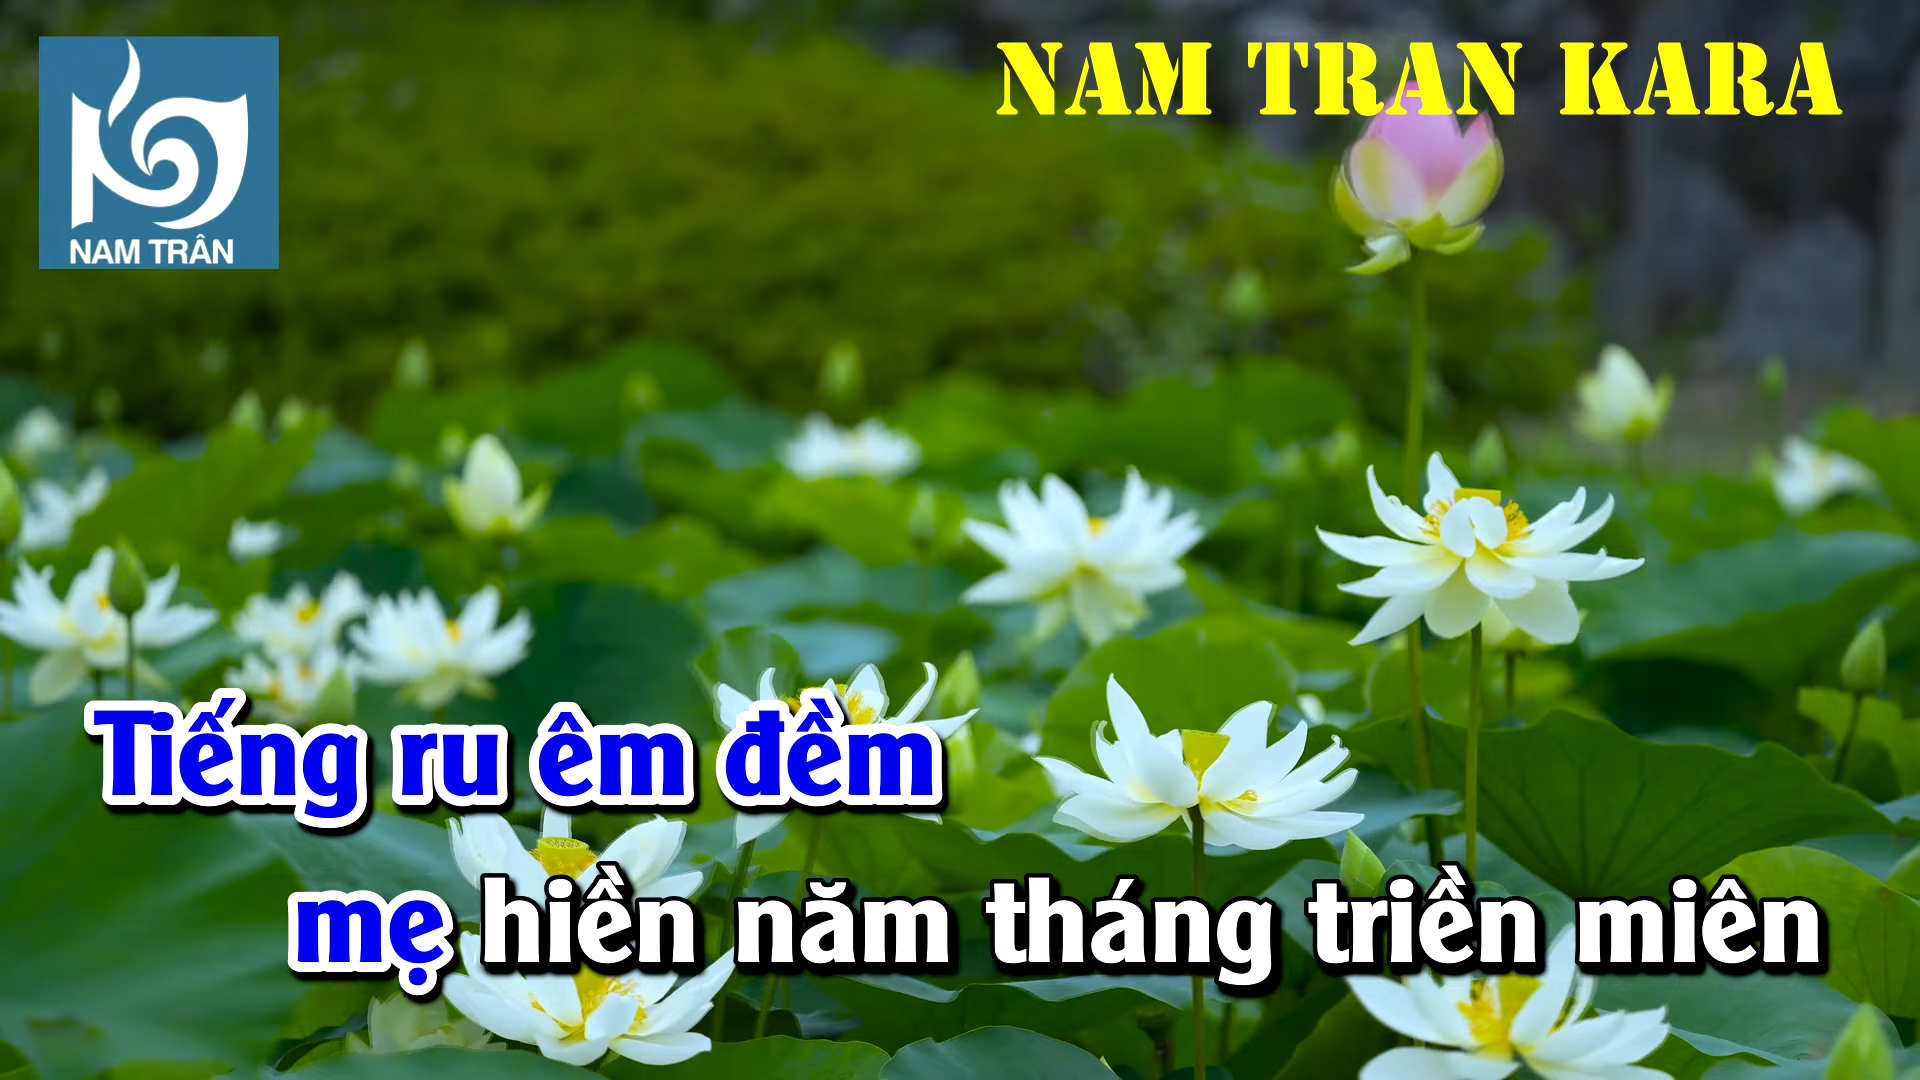 NAM TRAN KARA
NAM TRÂN
Tiếng ru êm đềm
mẹ hiền năm tháng triền miên